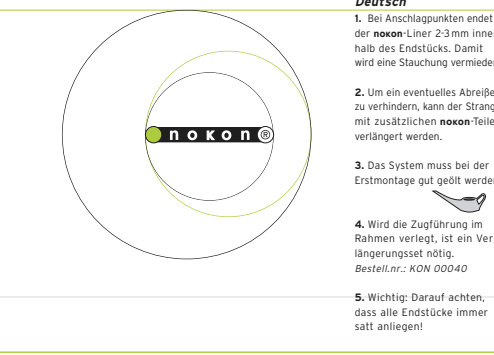 nokon®
Deutsch
1. Bei Anschlagpunkten endet
der nokon-Liner 2-3 mm inner
halb des Endstücks. Damit
wird eine Stauchung vermieden
2. Um ein eventuelles Abreiße
zu verhindern, kann der Strang
mit zusätzlichen nokon-Teile
verlängert werden.
3. Das System muss bei der
Erstmontage gut geölt werden
4. Wird die Zugführung im
Rahmen verlegt, ist ein Ver
längerungsset nötig.
Bestell.nr.: KON 00040
5. Wichtig: Darauf achten,
dass alle Endstücke immer
satt anliegen!